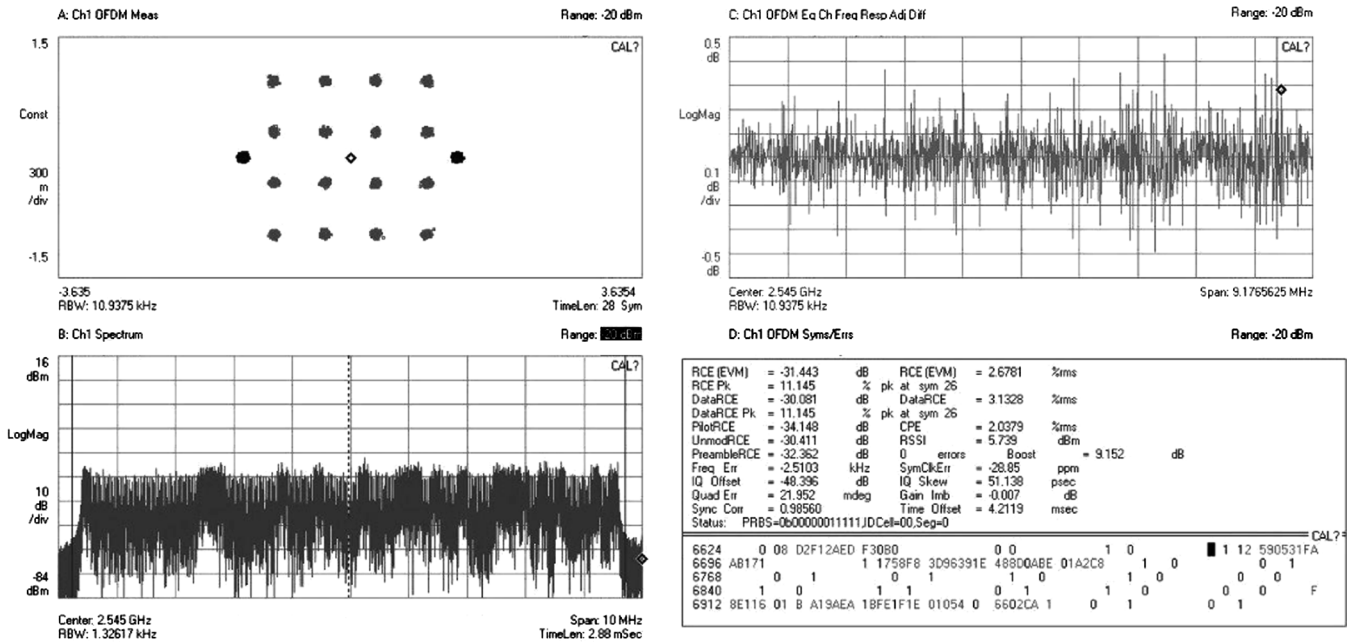 A: Ch1 OFDM Meas Range: -20 dBm
1.5 CAL?
Const
300
m
/div
-1.5
-3.635 3.6354
RBW: 10.9375 kHz TimeLen: 28 Sym
C: Ch1 OFDM Eq Ch Freq Resp Adj Diff Range: -20 dBm
0.5 CAL?
dB
LogMag
0.1
dB
/div
-0.5
dB
Center: 2.545 GHz Span: 9.1765625 MHz
RBW: 10.9375 kHz
B: Ch1 Spectrum Range: -20 dBm
16 CAL?
dBm
LogMag
10
dB
/div
-84
dBm
Center: 2.545 GHz Span: 10 MHz
RBW: 1.32617 kHz TimeLen: 2.88 mSec
D: Ch1 OFDM Syms/Errs Range: -20 dBm
RCE (EVM) = -31.443 dB RCE (EVM) = 2.6781 %rms
RCE Pk = 11.145 % pk at sym 26
DataRCE = -30.081 dB DataRCE = 3.1328 %rms
DataRCE Pk = 11.145 % pk at sym 26
PilotRCE = -34.148 dB CPE = 2.0379 %rms
UnmodRCE = -30.411 dB RSSI = 5.739 dBm
PreambleRCE = -32.362 dB 0 errors Boost = 9.152 dB
Freq Err = -2.5103 kHz SymClkErr = -28.85 ppm
IQ Offset = -48.396 dB IQ Skew = 51.138 psec
Quad Err = 21.952 mdeg Gain Imb = -0.007 dB
Sync Corr = 0.98560 Time Offset = 4.2119 msec
Status: PRBS=0b00000011111,IDCell=00,Seg=0
CAL?
6624 0 08 D2F12AED F30B0 0 0 1 0 1 12 590531FA
6696 AB171 1 1758F8 3D96391E 488D0ABE 01A2C8 1 0 0 1
6768 0 1 0 1 1 0 1 0 0 0
6840 1 0 1 1 0 1 0 0 F
6912 8E116 01 B A19AEA 1BFE1F1E 01054 0 6602CA 1 0 1 0 1